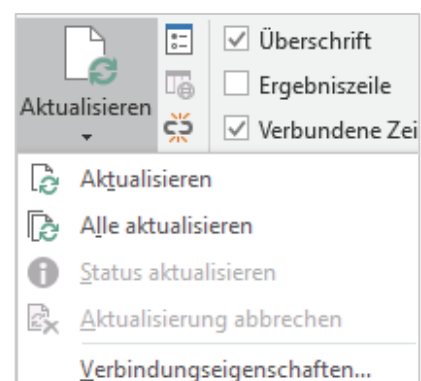 Überschrift
Ergebniszeile
Aktualisieren
Verbundene Zei
Aktualisieren
Alle aktualisieren
Status aktualisieren
Aktualisierung abbrechen
Verbindungseigenschaften...